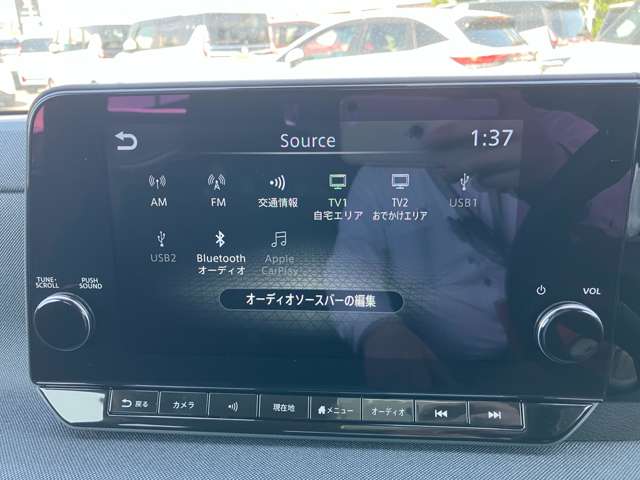 Source 1:37
AM FM 交通情報 TV1 自宅エリア TV2 おでかけエリア USB1
USB2 Bluetooth オーディオ Apple CarPlay
オーディオソースバーの編集
TUNE-SCROLL PUSH SOUND
VOL
戻る カメラ 現在地 メニュー オーディオ